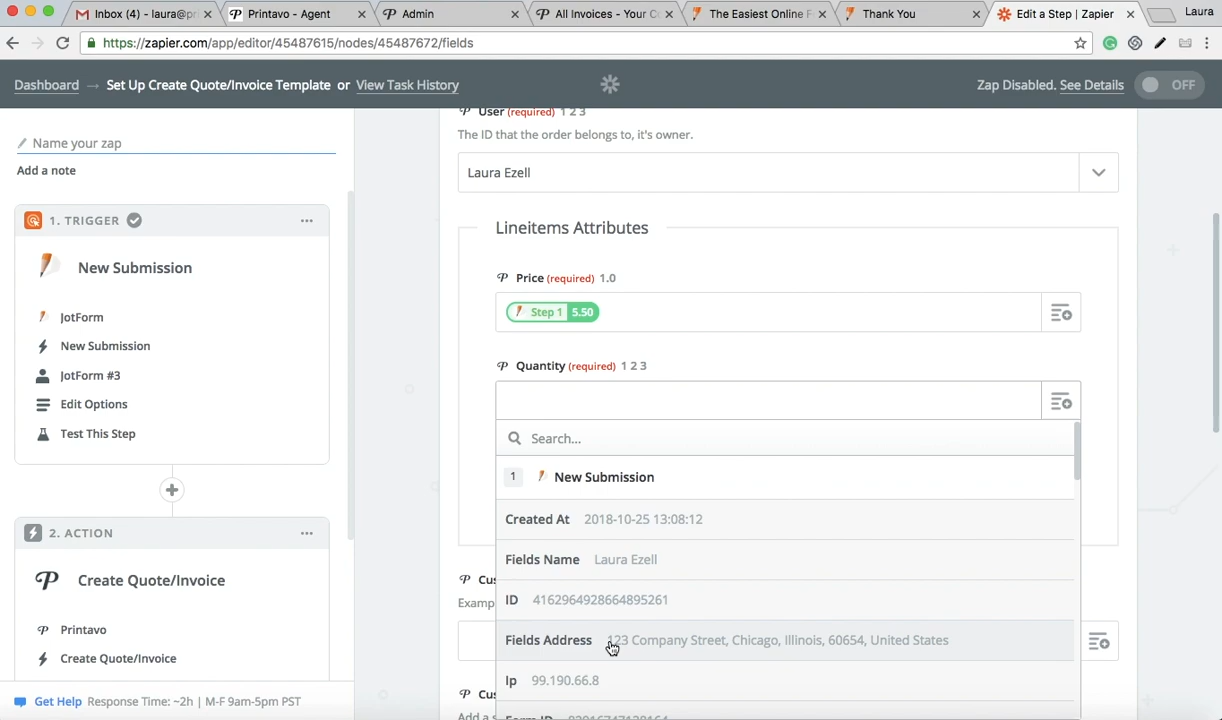 Inbox (4) - laura@pr
Printavo - Agent
Admin
All Invoices - Your C
The Easiest Online F
Thank You
Edit a Step | Zapier
Laura
https://zapier.com/app/editor/45487615/nodes/45487672/fields
Dashboard → Set Up Create Quote/Invoice Template or View Task History
Zap Disabled. See Details
OFF
Name your zap
Add a note
1. TRIGGER
New Submission
JotForm
New Submission
JotForm #3
Edit Options
Test This Step
2. ACTION
Create Quote/Invoice
Printavo
Create Quote/Invoice
Get Help Response Time: ~2h | M-F 9am-5pm PST
User (required) 1 2 3
The ID that the order belongs to, it's owner.
Laura Ezell
Lineitems Attributes
Price (required) 1.0
Step 1 5.50
Quantity (required) 1 2 3
Search...
1 New Submission
Created At 2018-10-25 13:08:12
Fields Name Laura Ezell
ID 4162964928664895261
Fields Address 123 Company Street, Chicago, Illinois, 60654, United States
Ip 99.190.66.8
Form ID
Cus
Examp
Cus
Add a s